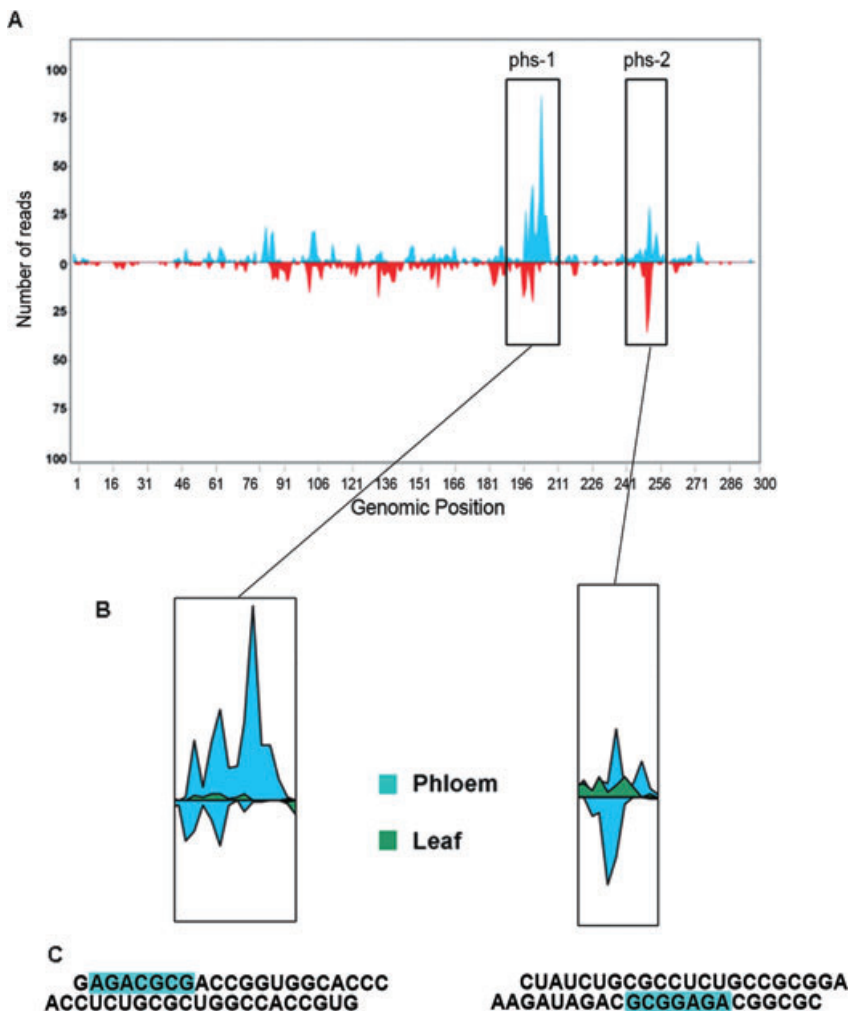 A
phs-1
phs-2
100
75
50
25
0
25
50
75
100
Number of reads
1 16 31 46 61 76 81 91 106 121 136 151 166 181 196 211 226 241 256 271 286 300
Genomic Position
B
Phloem
Leaf
C
GAGACGCGACCGGUGGCACCC
ACCUCUGCGCUGGCCACCGUG
CUAUCUGCGCCUCUGCCGCGGA
AAGAUAGACGCGGAGACGGCGC